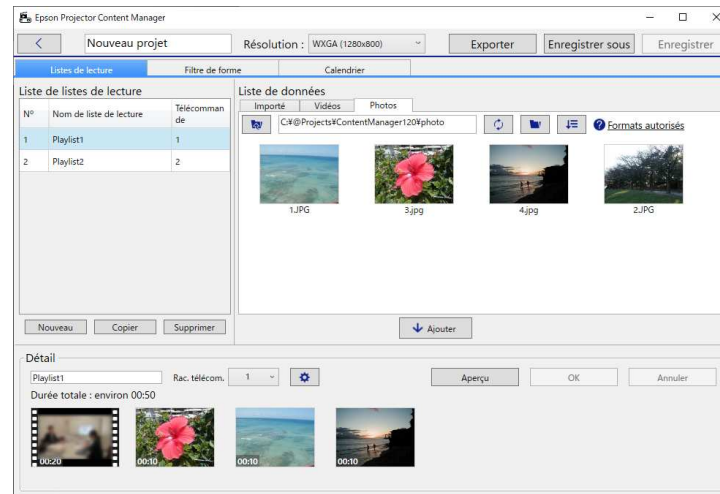 Epson Projector Content Manager
Nouveau projet
Résolution : WXGA (1280x800)
Exporter
Enregistrer sous
Enregistrer
Listes de lecture
Filtre de forme
Calendrier
Liste de listes de lecture
N° Nom de liste de lecture Télécomman
de
1 Playlist1 1
2 Playlist2 2
Nouveau
Copier
Supprimer
Liste de données
Importé
Vidéos
Photos
C:¥@Projects¥ContentManager120¥photo
Formats autorisés
1.JPG
3.jpg
4.jpg
2.JPG
Ajouter
Détail
Playlist1
Rac. télécom. 1
Aperçu
OK
Annuler
Durée totale : environ 00:50
00:20
00:10
00:10
00:10